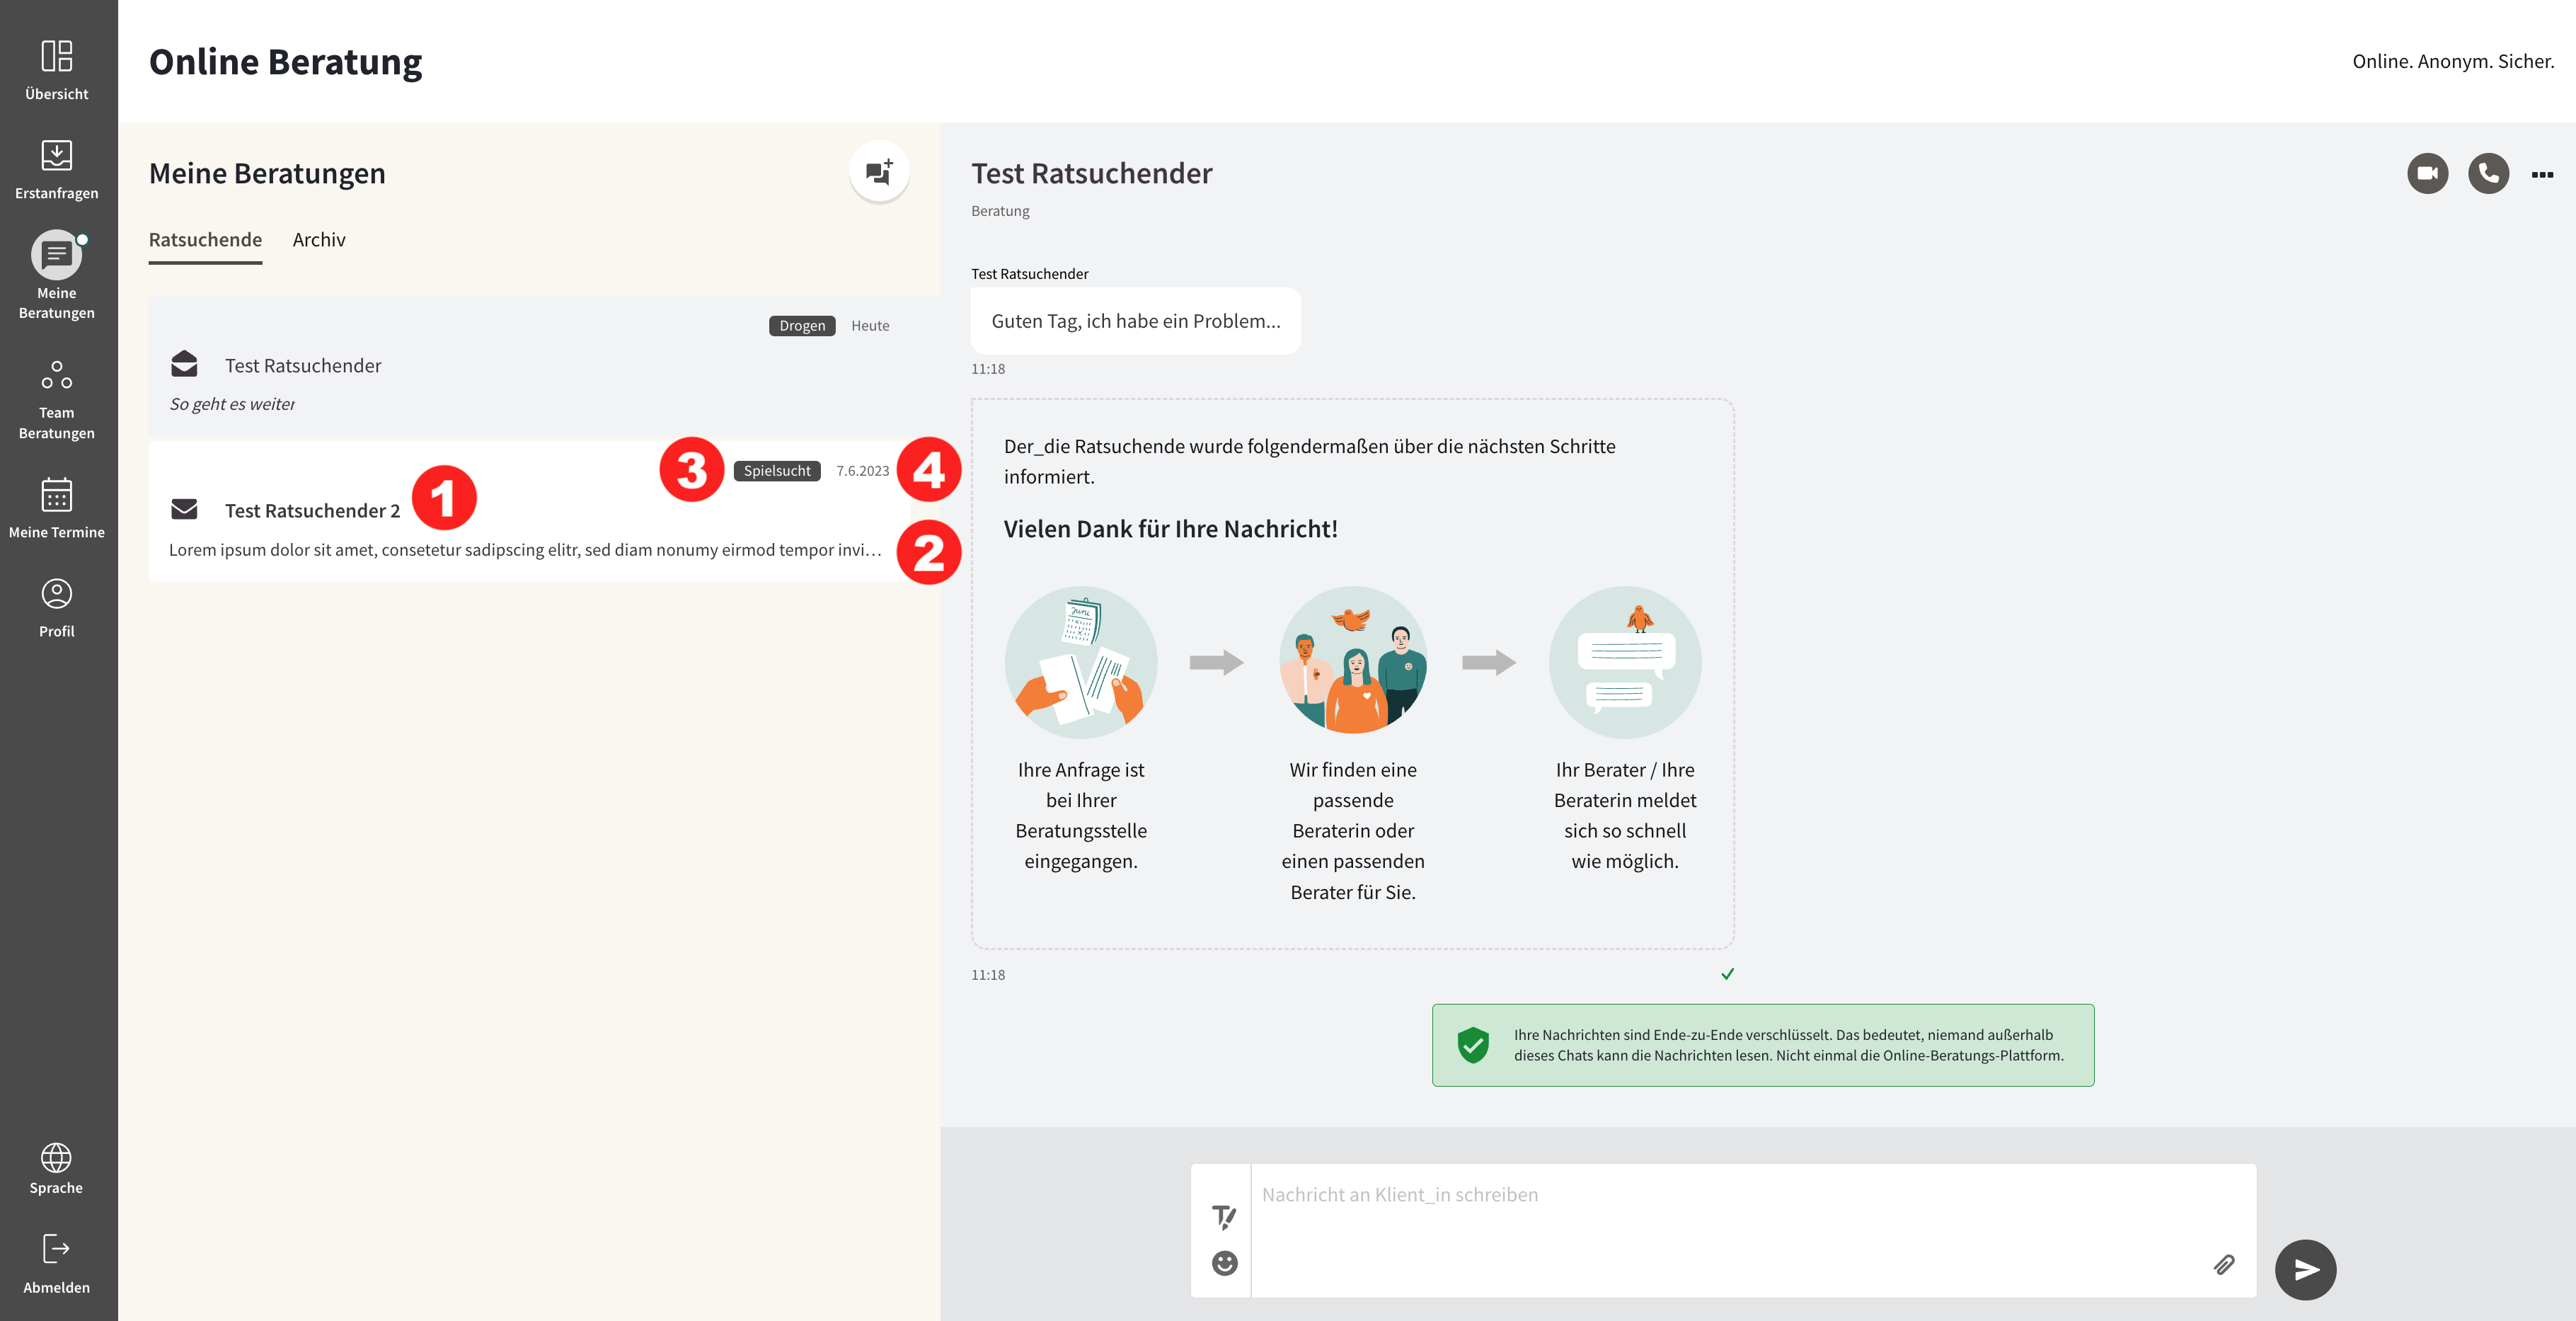 Übersicht
Erstanfragen
Meine
Beratungen
Team
Beratungen
Meine Termine
Profil
Sprache
Abmelden
Online Beratung
Online. Anonym. Sicher.
Meine Beratungen
Ratsuchende Archiv
Drogen Heute
Test Ratsuchender
So geht es weiter
3 Spielsucht 7.6.2023 4
Test Ratsuchender 2 1
Lorem ipsum dolor sit amet, consetetur sadipscing elitr, sed diam nonumy eirmod tempor invi... 2
Test Ratsuchender
Beratung
Test Ratsuchender
Guten Tag, ich habe ein Problem...
11:18
Der_die Ratsuchende wurde folgendermaßen über die nächsten Schritte
informiert.
Vielen Dank für Ihre Nachricht!
Juni
Ihre Anfrage ist
bei Ihrer
Beratungsstelle
eingegangen.
Wir finden eine
passende
Beraterin oder
einen passenden
Berater für Sie.
Ihr Berater / Ihre
Beraterin meldet
sich so schnell
wie möglich.
11:18
Ihre Nachrichten sind Ende-zu-Ende verschlüsselt. Das bedeutet, niemand außerhalb
dieses Chats kann die Nachrichten lesen. Nicht einmal die Online-Beratungs-Plattform.
Nachricht an Klient_in schreiben